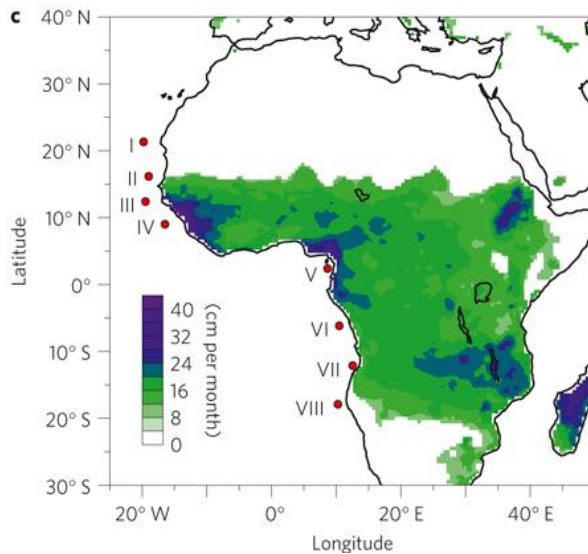 c
40° N
30° N
20° N
10° N
0°
10° S
20° S
30° S
Latitude
I
II
III
IV
V
VI
VII
VIII
40
32
24
16
8
0
(cm per month)
20° W
0°
20° E
40° E
Longitude